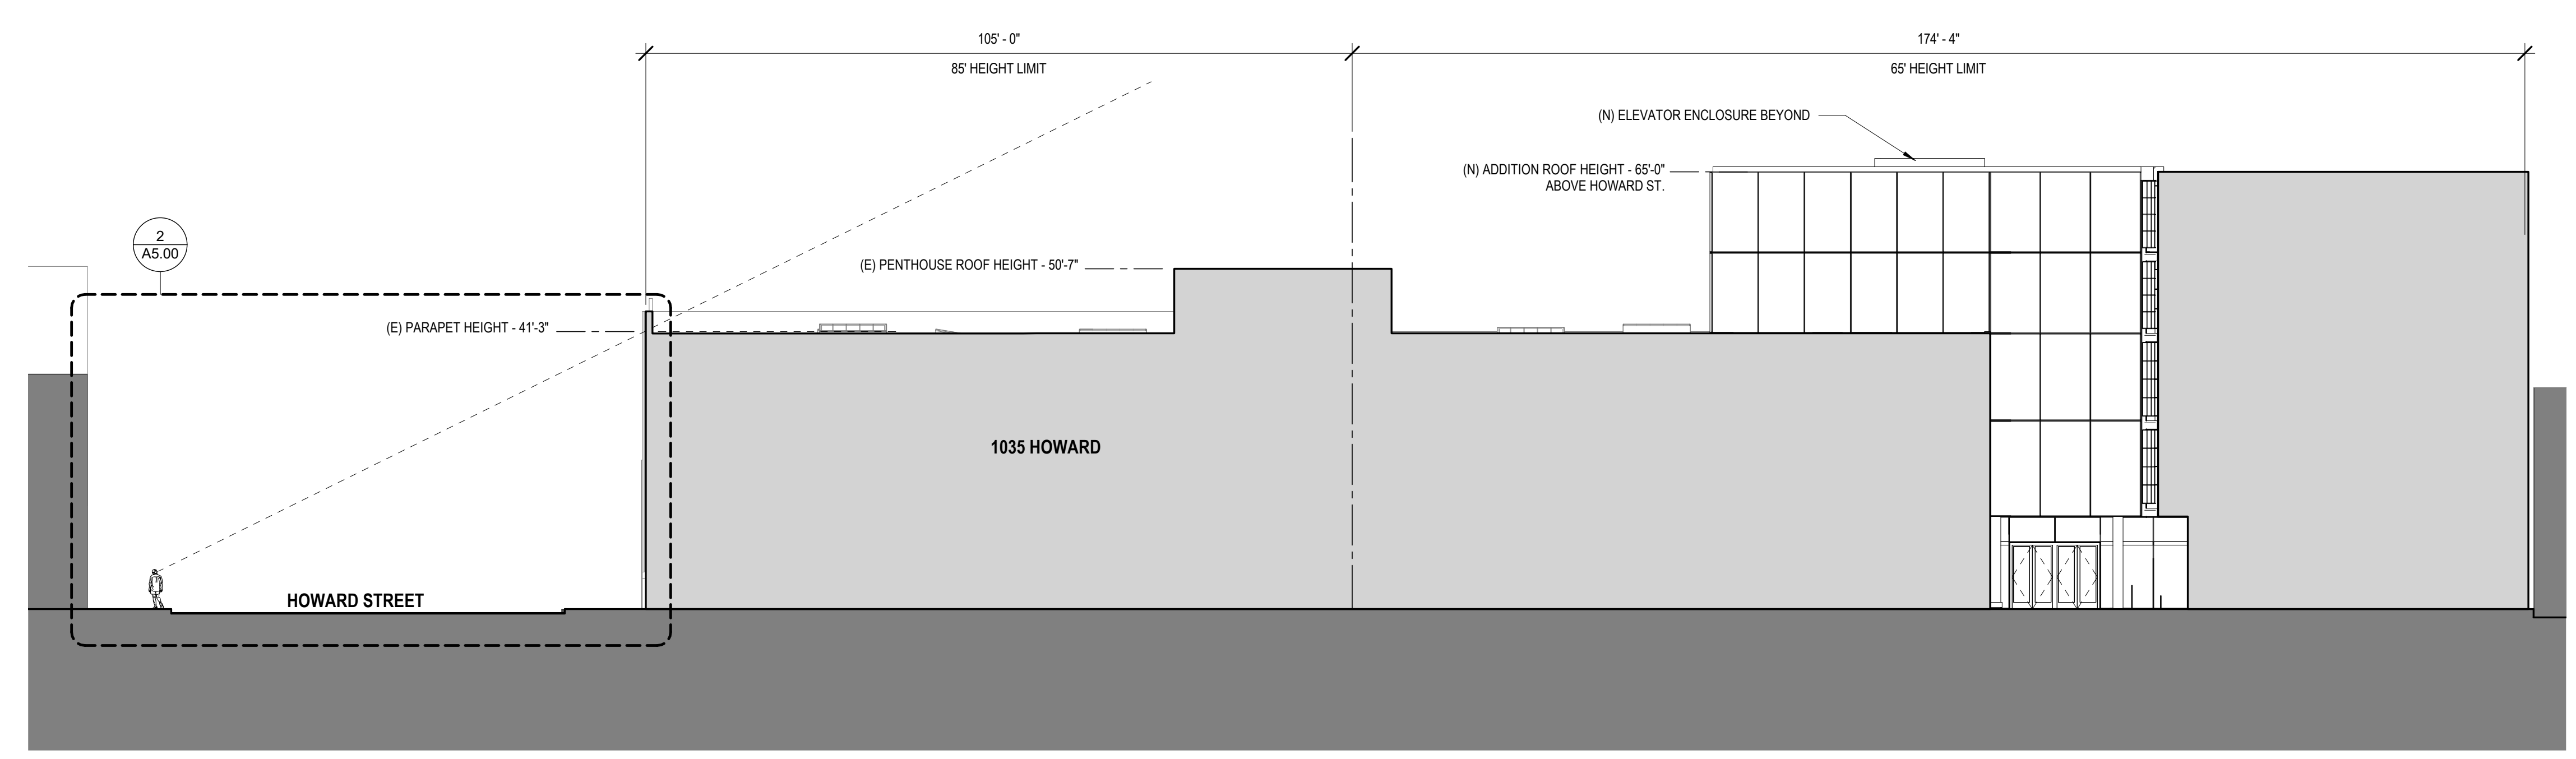 105' - 0"
174' - 4"
85' HEIGHT LIMIT
65' HEIGHT LIMIT
(N) ELEVATOR ENCLOSURE BEYOND
(N) ADDITION ROOF HEIGHT - 65'-0"
ABOVE HOWARD ST.
2
A5.00
(E) PENTHOUSE ROOF HEIGHT - 50'-7"
(E) PARAPET HEIGHT - 41'-3"
1035 HOWARD
HOWARD STREET